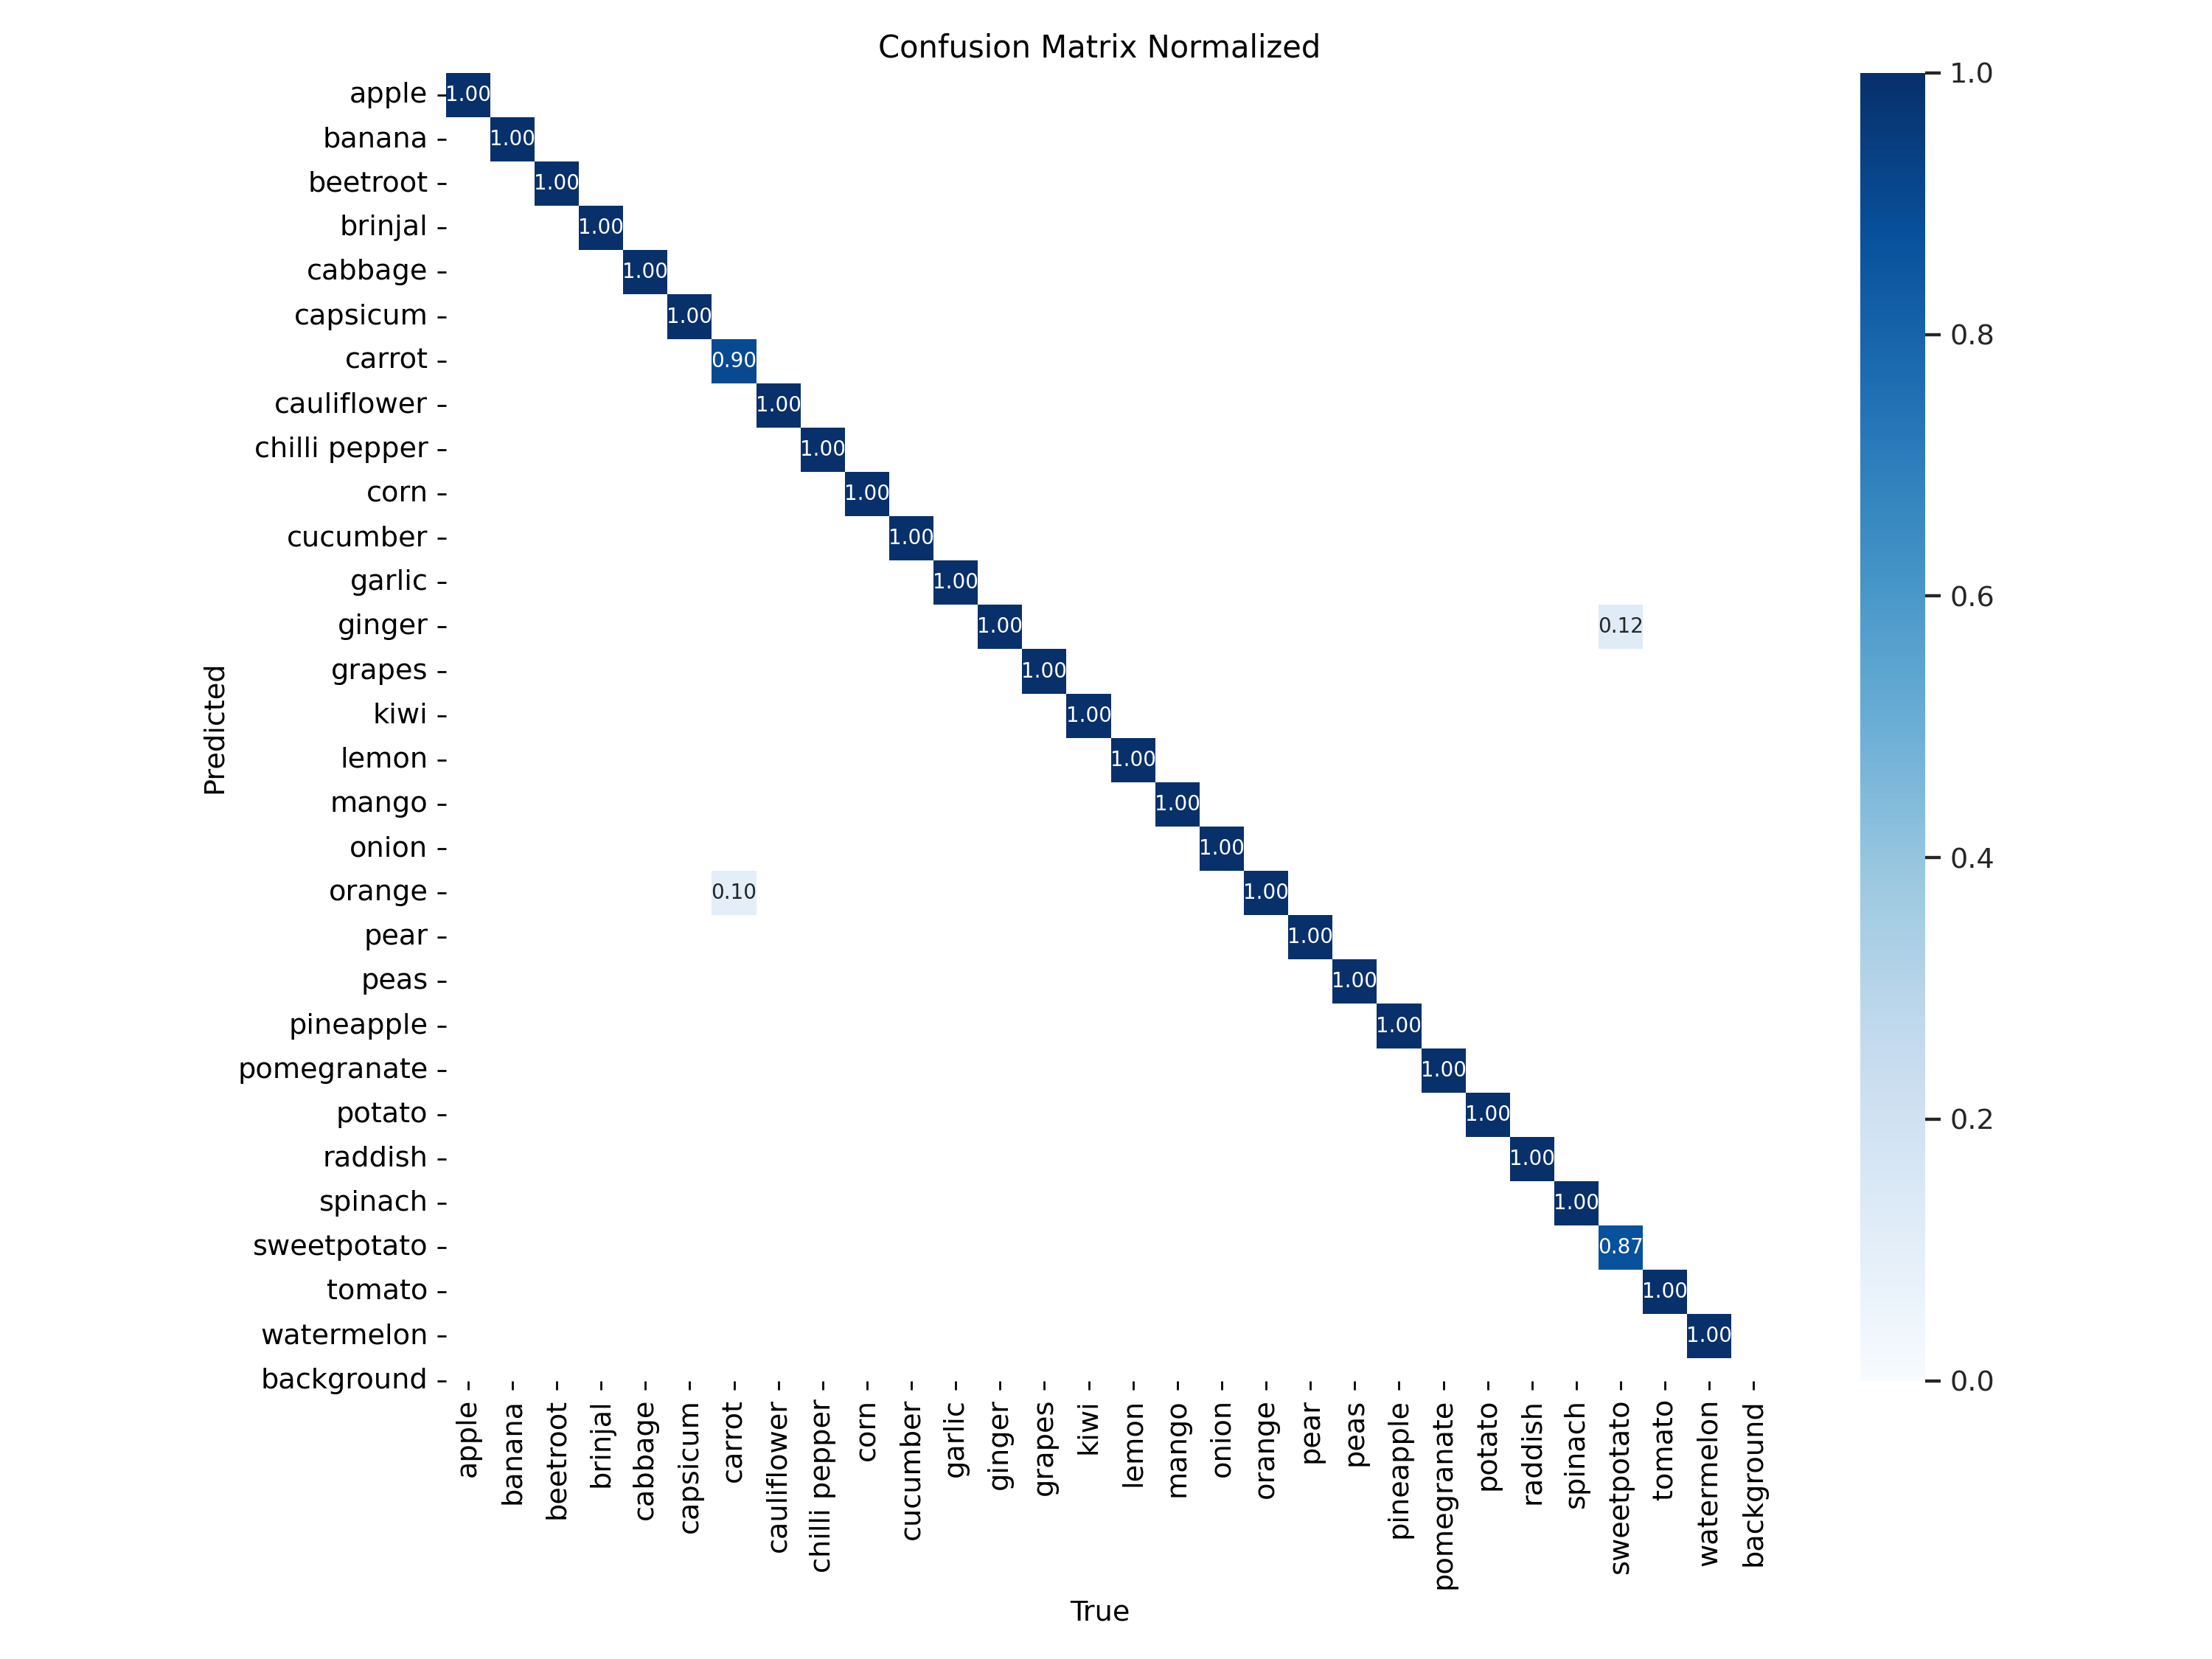 Confusion Matrix Normalized
apple 1.00
banana 1.00
beetroot 1.00
brinjal 1.00
cabbage 1.00
capsicum 1.00
carrot 0.90
cauliflower 1.00
chilli pepper 1.00
corn 1.00
cucumber 1.00
garlic 1.00
ginger 1.00 0.12
grapes 1.00
kiwi 1.00
lemon 1.00
mango 1.00
onion 1.00
orange 0.10 1.00
pear 1.00
peas 1.00
pineapple 1.00
pomegranate 1.00
potato 1.00
raddish 1.00
spinach 1.00
sweetpotato 0.87
tomato 1.00
watermelon 1.00
background
Predicted
apple
banana
beetroot
brinjal
cabbage
capsicum
carrot
cauliflower
chilli pepper
corn
cucumber
garlic
ginger
grapes
kiwi
lemon
mango
onion
orange
pear
peas
pineapple
pomegranate
potato
raddish
spinach
sweetpotato
tomato
watermelon
background
True
1.0
0.8
0.6
0.4
0.2
0.0